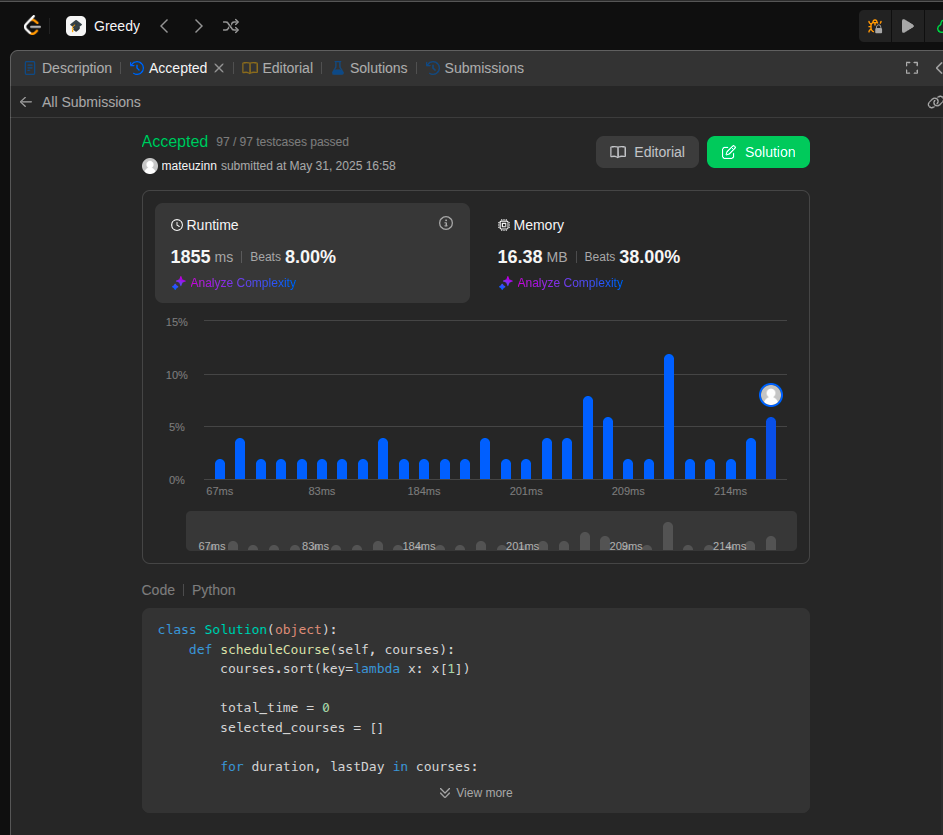 Greedy
Description | Accepted | Editorial | Solutions | Submissions
All Submissions
Accepted 97 / 97 testcases passed
mateuzinn submitted at May 31, 2025 16:58
Editorial
Solution
Runtime
1855 ms | Beats 8.00%
Analyze Complexity
Memory
16.38 MB | Beats 38.00%
Analyze Complexity
15%
10%
5%
0%
67ms 83ms 184ms 201ms 209ms 214ms
67ms 83ms 184ms 201ms 209ms 214ms
Code | Python
class Solution(object):
    def scheduleCourse(self, courses):
        courses.sort(key=lambda x: x[1])
        total_time = 0
        selected_courses = []
        for duration, lastDay in courses:
View more